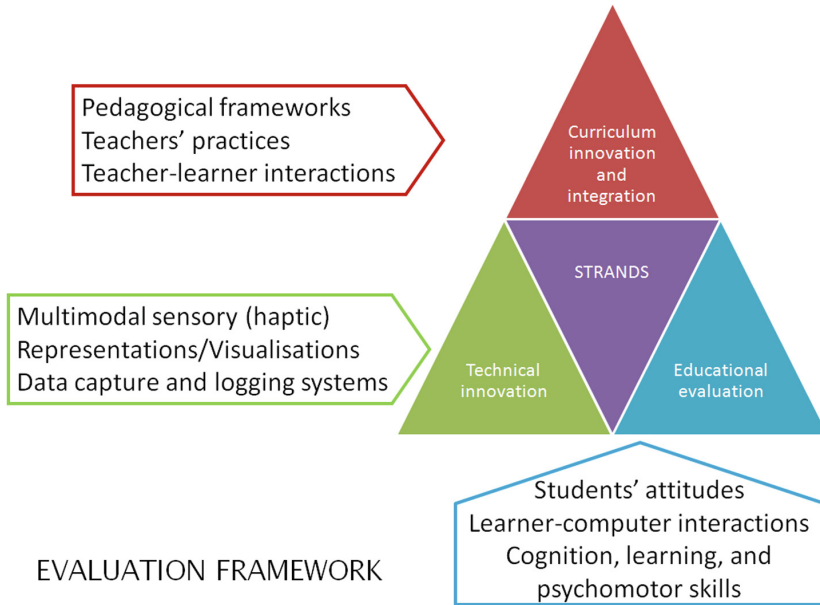 Pedagogical frameworks
Teachers’ practices
Teacher-learner interactions
Curriculum
innovation
and
integration
STRANDS
Multimodal sensory (haptic)
Representations/Visualisations
Data capture and logging systems
Technical
innovation
Educational
evaluation
Students’ attitudes
Learner-computer interactions
Cognition, learning, and
psychomotor skills
EVALUATION FRAMEWORK